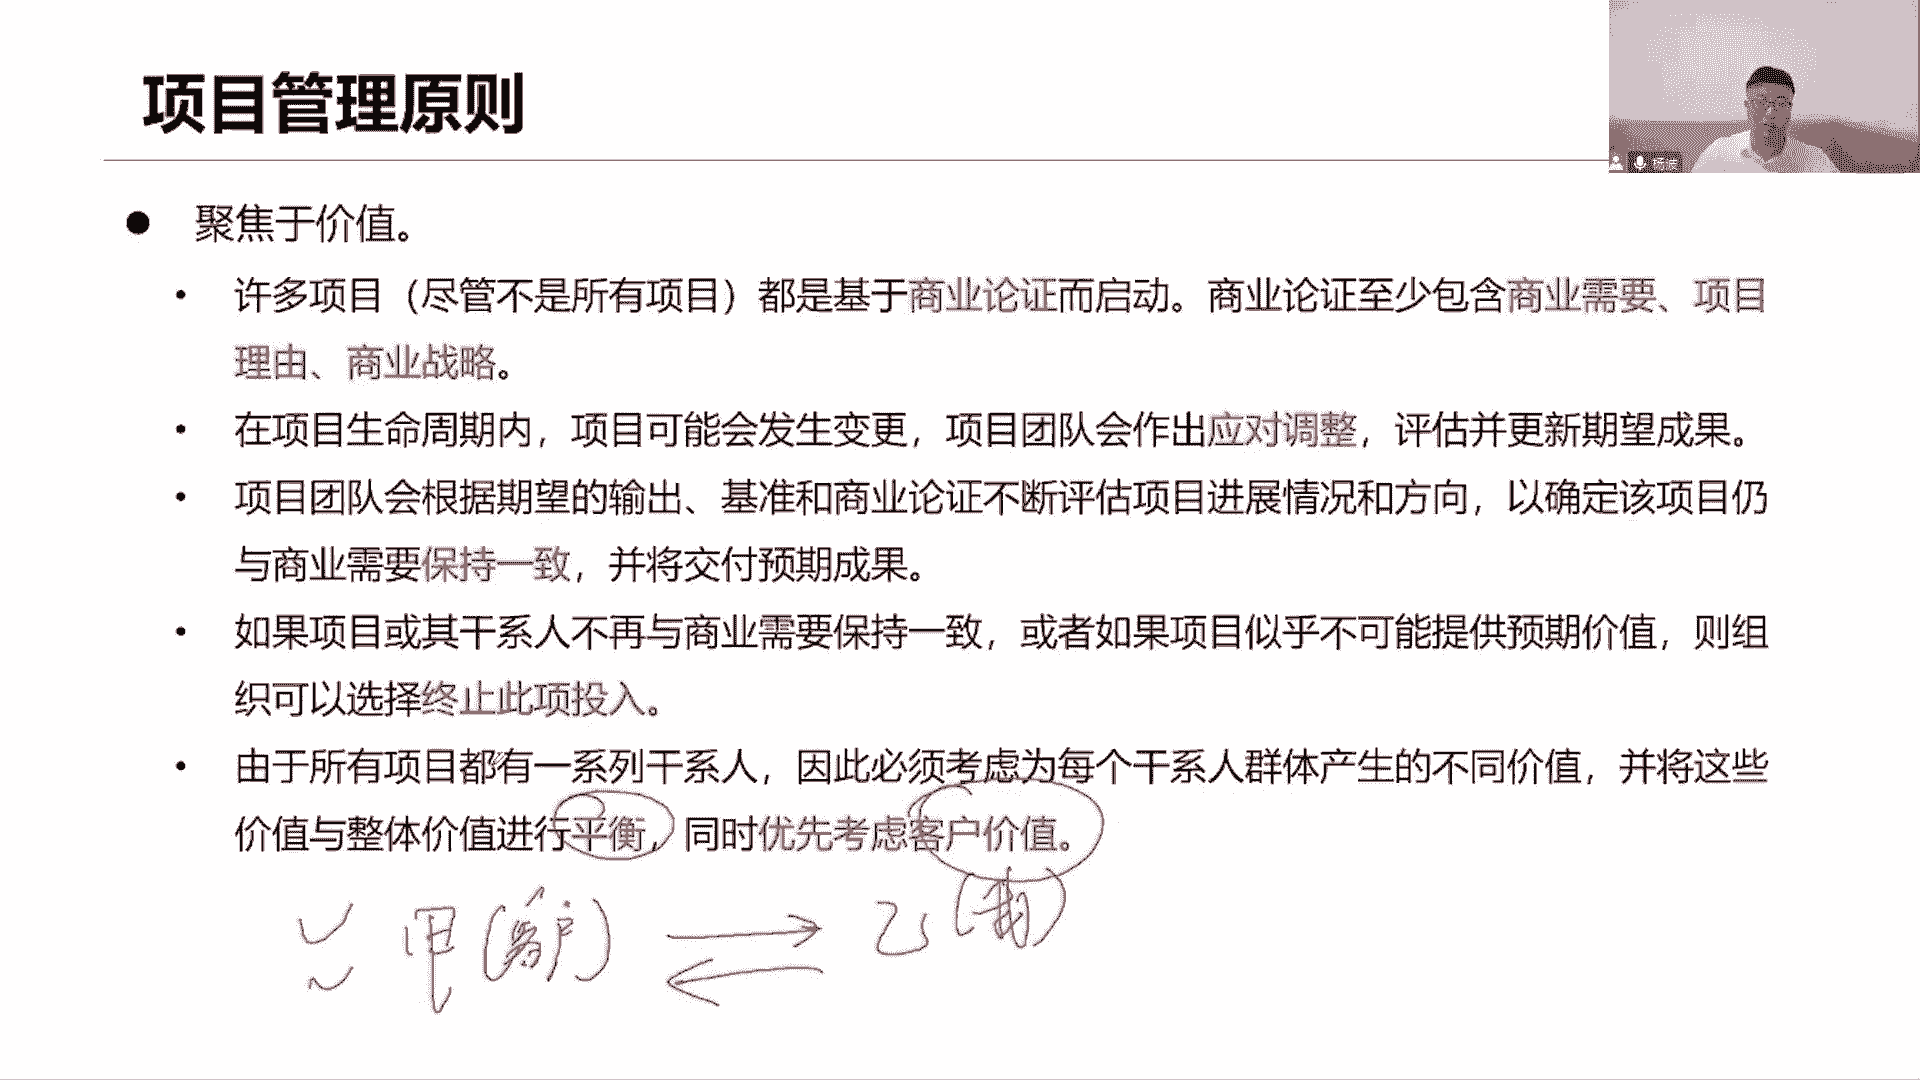 项目管理原则
杨波
● 聚焦于价值。
• 许多项目（尽管不是所有项目）都是基于商业论证而启动。商业论证至少包含商业需要、项目
理由、商业战略。
• 在项目生命周期内，项目可能会发生变更，项目团队会作出应对调整，评估并更新期望成果。
• 项目团队会根据期望的输出、基准和商业论证不断评估项目进展情况和方向，以确定该项目仍
与商业需要保持一致，并将交付预期成果。
• 如果项目或其干系人不再与商业需要保持一致，或者如果项目似乎不可能提供预期价值，则组
织可以选择终止此项投入。
• 由于所有项目都有一系列干系人，因此必须考虑为每个干系人群体产生的不同价值，并将这些
价值与整体价值进行平衡，同时优先考虑客户价值。
甲(客户) 乙